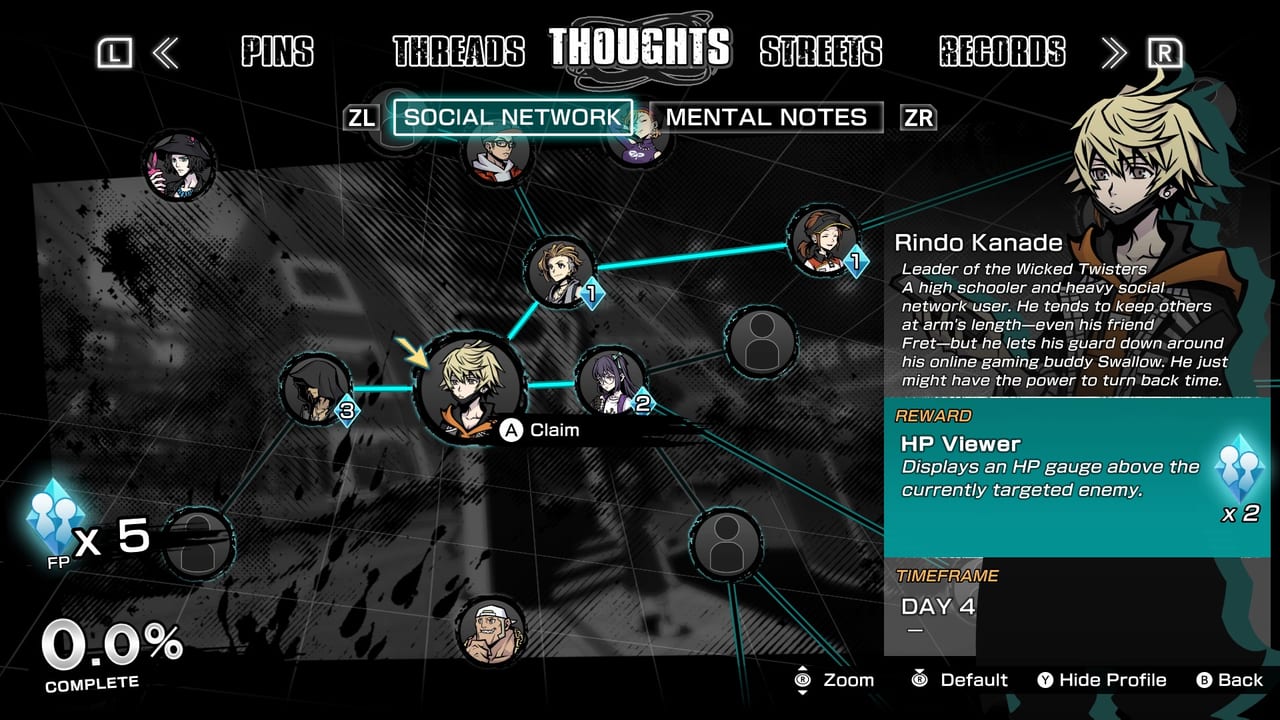 L PINS THREADS THOUGHTS STREETS RECORDS R
ZL SOCIAL NETWORK MENTAL NOTES ZR
1
1
3
2
A Claim
Rindo Kanade
Leader of the Wicked Twisters
A high schooler and heavy social
network user. He tends to keep others
at arm's length—even his friend
Fret—but he lets his guard down around
his online gaming buddy Swallow. He just
might have the power to turn back time.
REWARD
HP Viewer
Displays an HP gauge above the
currently targeted enemy.
x 2
TIMEFRAME
DAY 4
—
x 5
FP
0.0%
COMPLETE
R Zoom R Default Y Hide Profile B Back